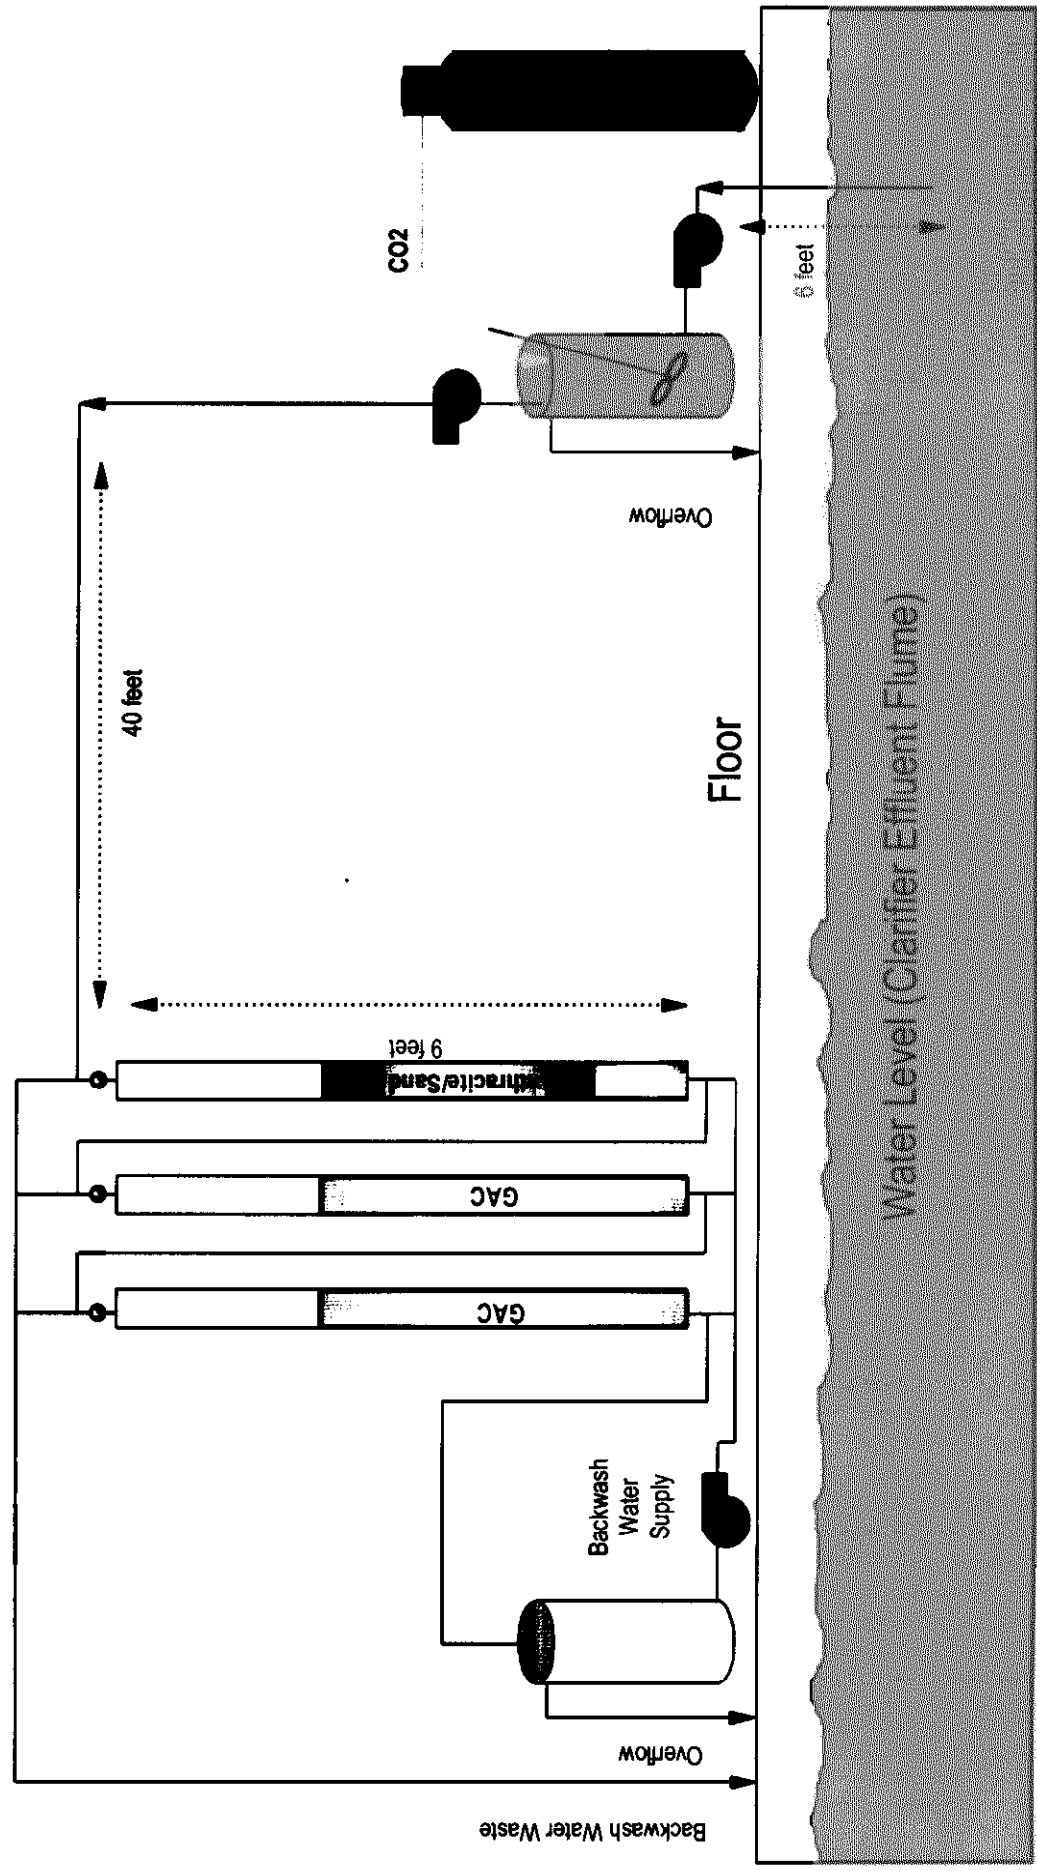 CO2
6 feet
Overflow
40 feet
Floor
Water Level (Clarifier Effluent Flume)
9 feet
thracite/Sand
GAC
GAC
Backwash
Water
Supply
Overflow
Backwash Water Waste